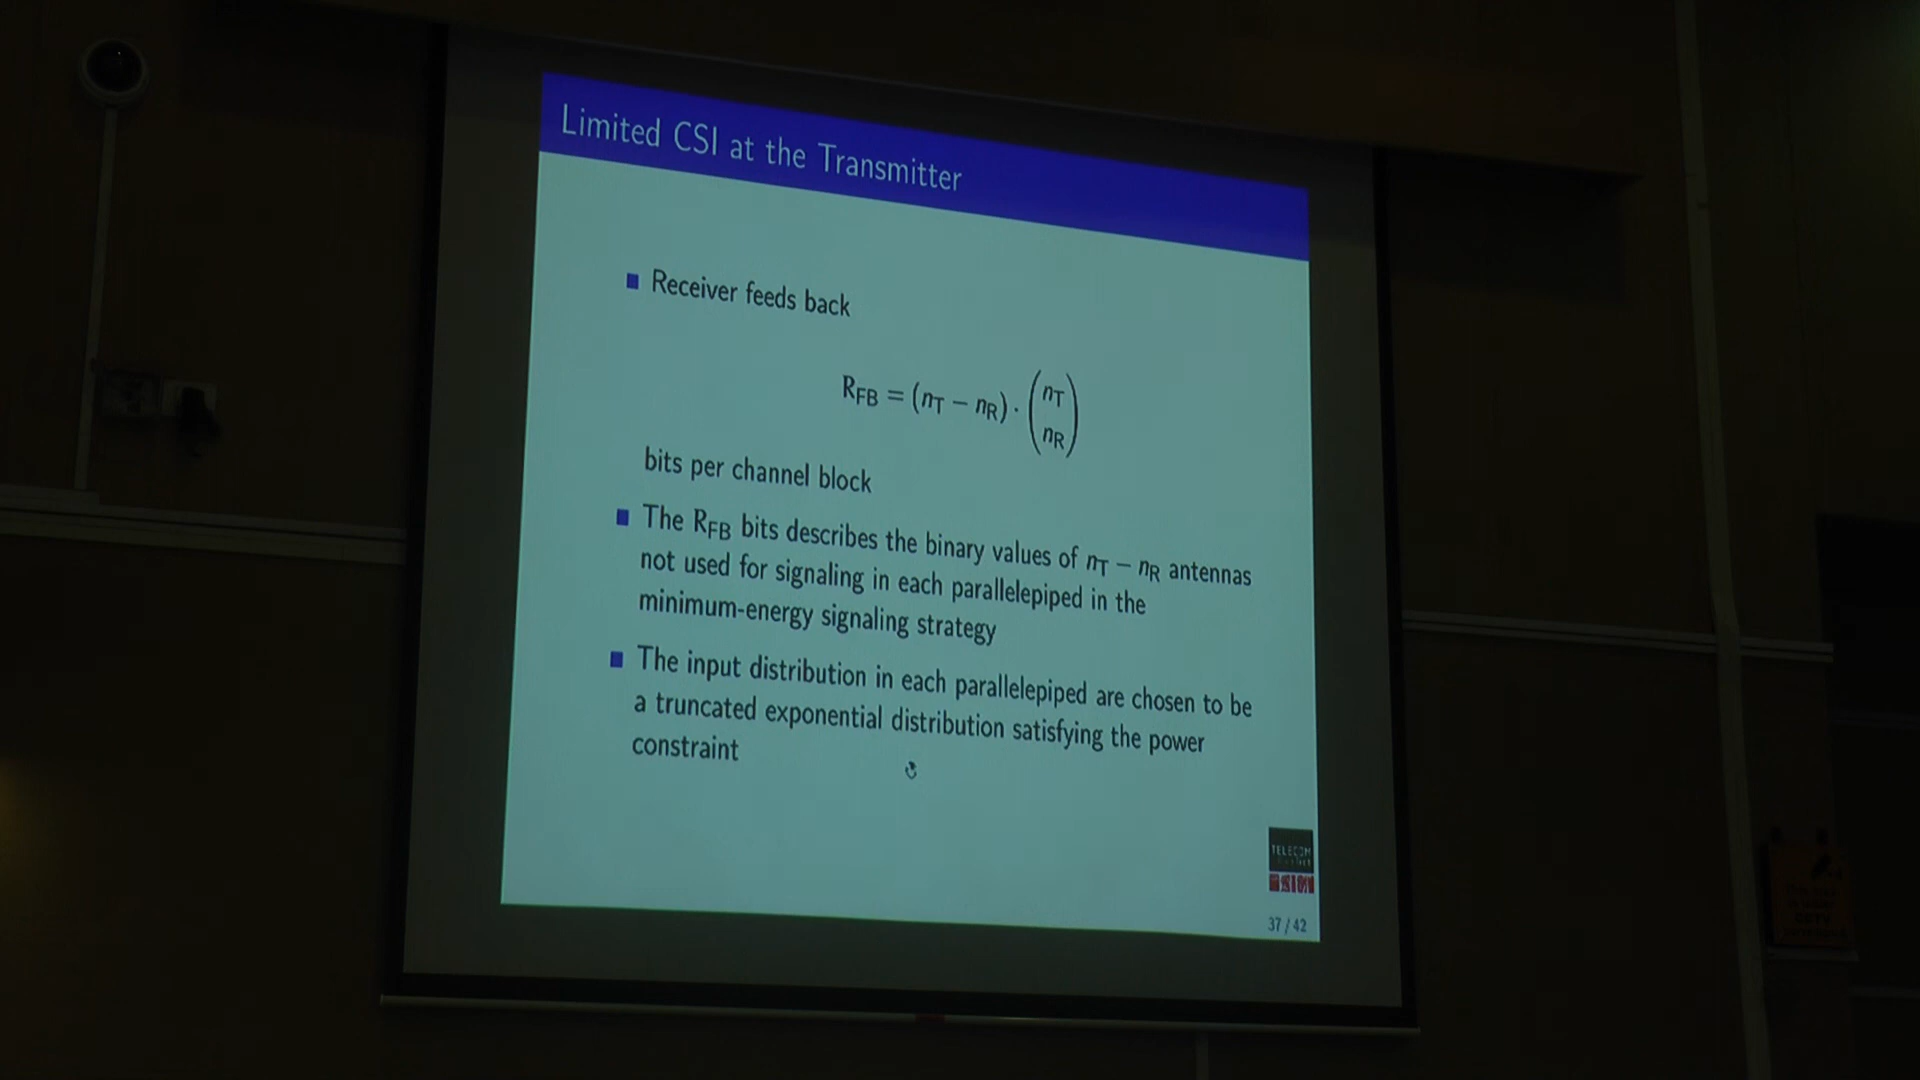 Limited CSI at the Transmitter
Receiver feeds back
R_FB = (n_T − n_R) · (n_T n_R)
bits per channel block
The R_FB bits describes the binary values of n_T − n_R antennas
not used for signaling in each parallelepiped in the
minimum-energy signaling strategy
The input distribution in each parallelepiped are chosen to be
a truncated exponential distribution satisfying the power
constraint
TELECOM
37 / 42